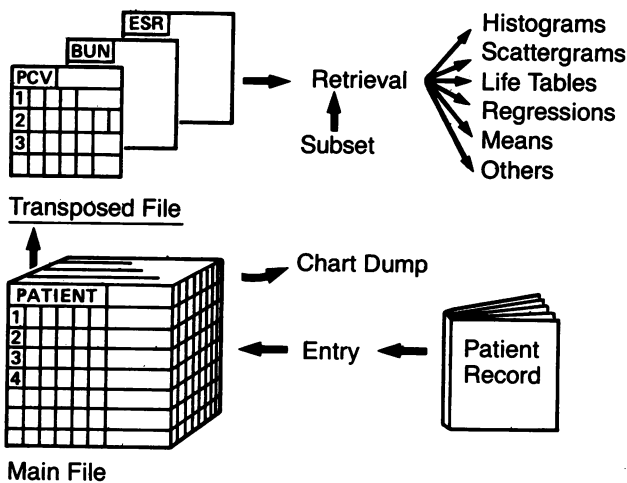 ESR
BUN
PCV
1
2
3
Transposed File
Retrieval
Subset
Histograms
Scattergrams
Life Tables
Regressions
Means
Others
PATIENT
1
2
3
4
Main File
Chart Dump
Entry
Patient
Record